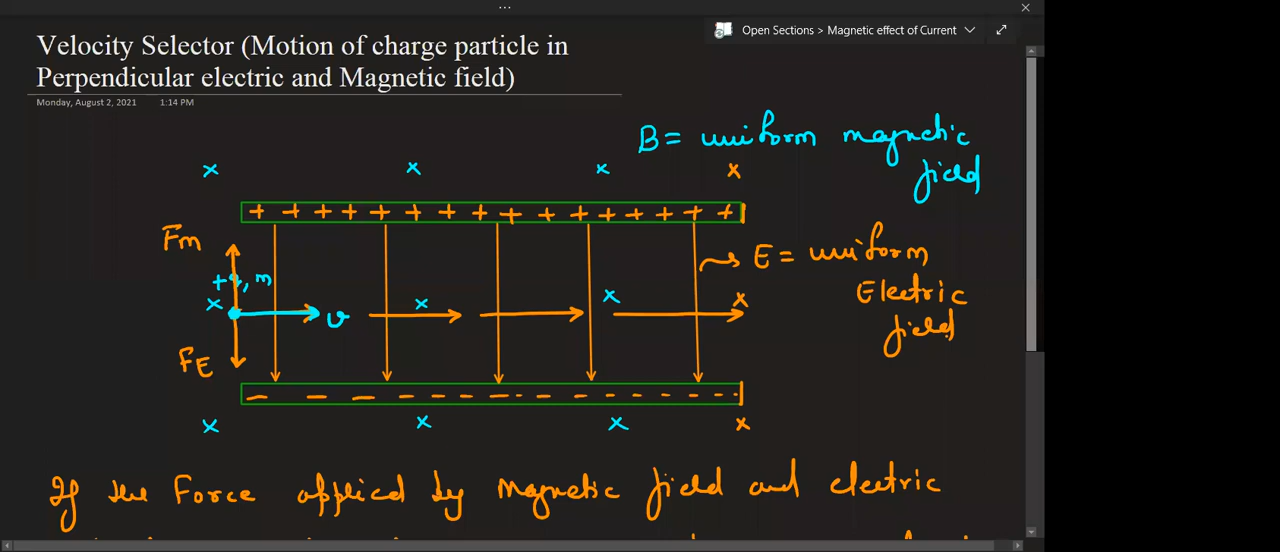 ...
Open Sections > Magnetic effect of Current
Velocity Selector (Motion of charge particle in
Perpendicular electric and Magnetic field)
Monday, August 2, 2021 1:14 PM
B = uniform magnetic
field
x x x x
+ + + + + + + + + + + + + + + +
Fm
E = uniform
Electric
field
+q, m
x x x x
v
FE
- - - - - - - - - - - - - -
x x x x
If the Force applied by Magnetic field and electric